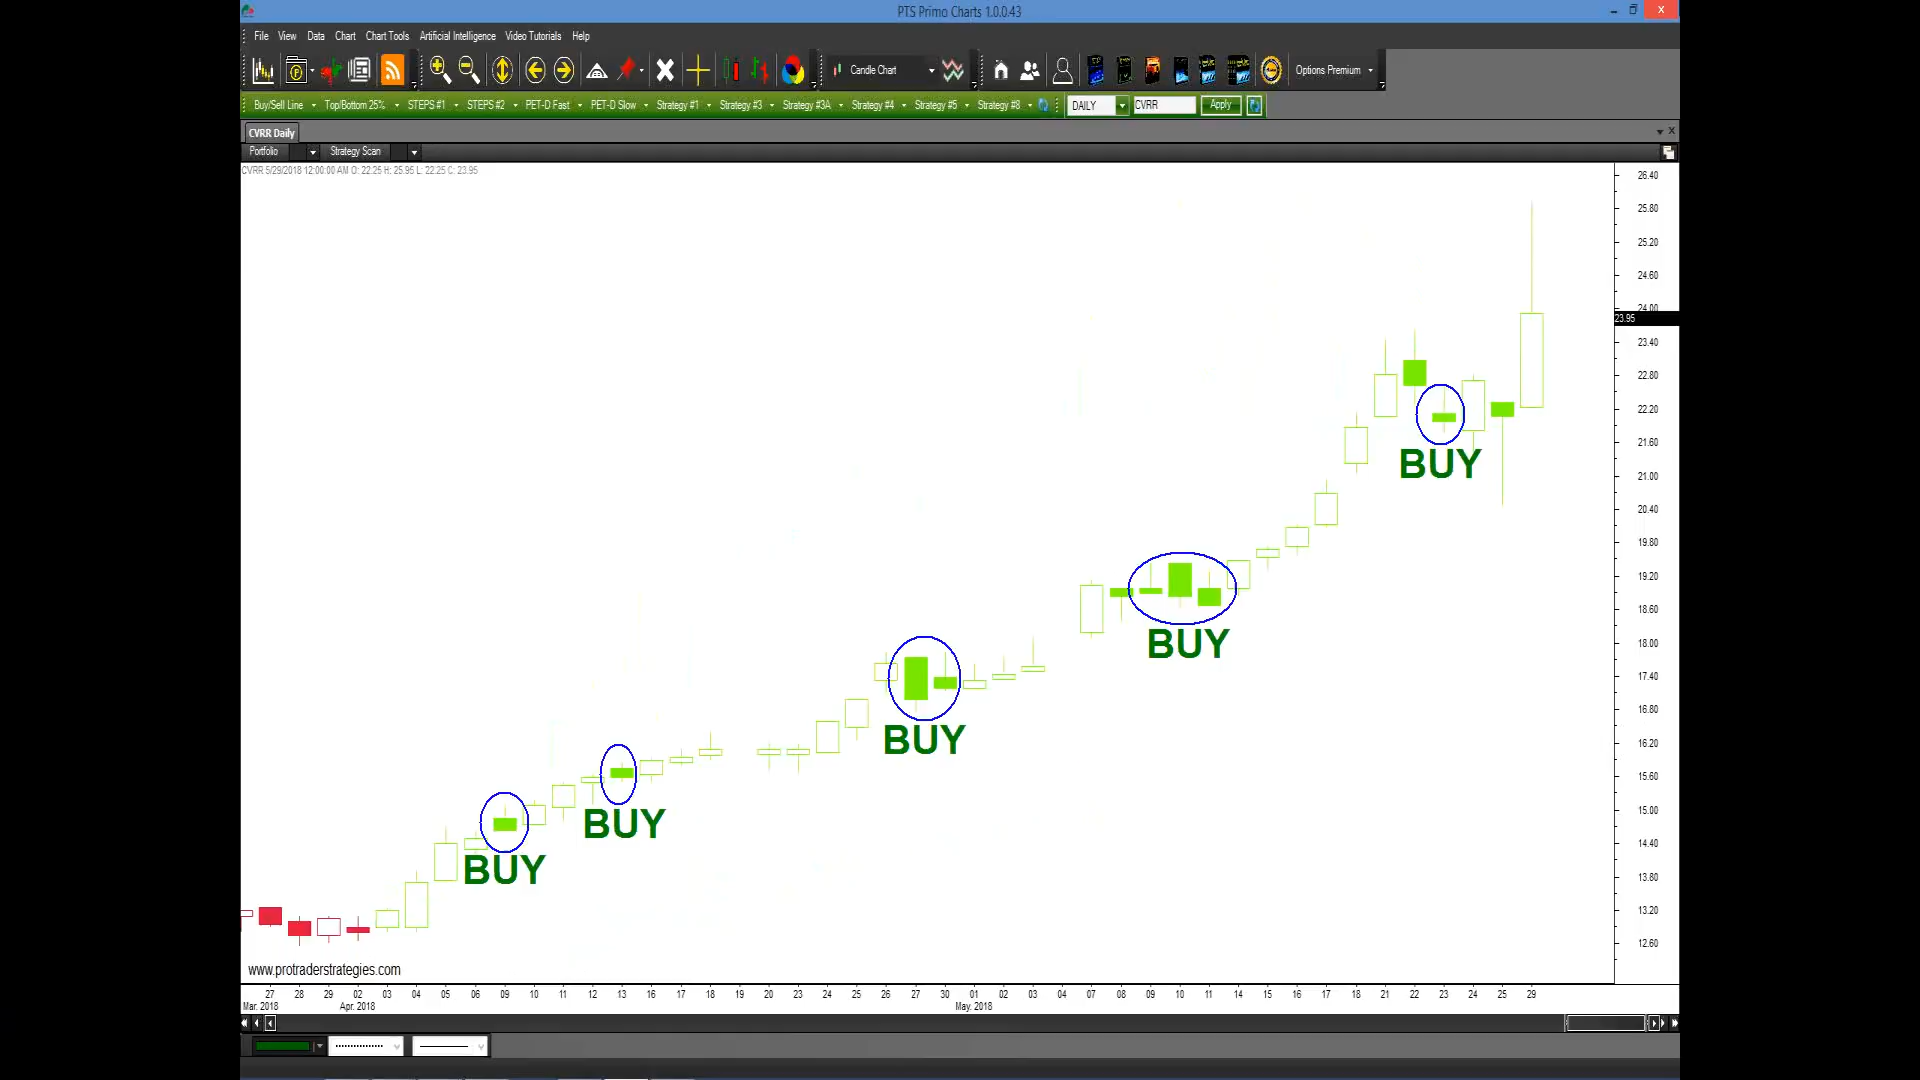 PTS Primo Charts 1.0.0.43
File View Data Chart Chart Tools Artificial Intelligence Video Tutorials Help
Candle Chart Options Premium
Buy/Sell Line Top/Bottom 25% STEPS #1 STEPS #2 PET-D Fast PET-D Slow Strategy #1 Strategy #3 Strategy #3A Strategy #4 Strategy #5 Strategy #8 DAILY CVRR Apply
CVRR Daily
Portfolio Strategy Scan
CVRR 5/29/2018 12:00:00 AM O: 22.25 H: 25.95 L: 22.25 C: 23.95
26.40
25.80
25.20
24.60
24.00
23.95
23.40
22.80
22.20
21.60
BUY
21.00
20.40
19.80
19.20
18.60
BUY
18.00
17.40
16.80
BUY
16.20
15.60
15.00
BUY
14.40
BUY
13.80
13.20
12.60
www.protraderstrategies.com
27 28 29 02 03 04 05 06 09 10 11 12 13 16 17 18 19 20 23 24 25 26 27 30 01 02 03 04 07 08 09 10 11 14 15 16 17 18 21 22 23 24 25 29
Mar. 2018 Apr. 2018 May. 2018